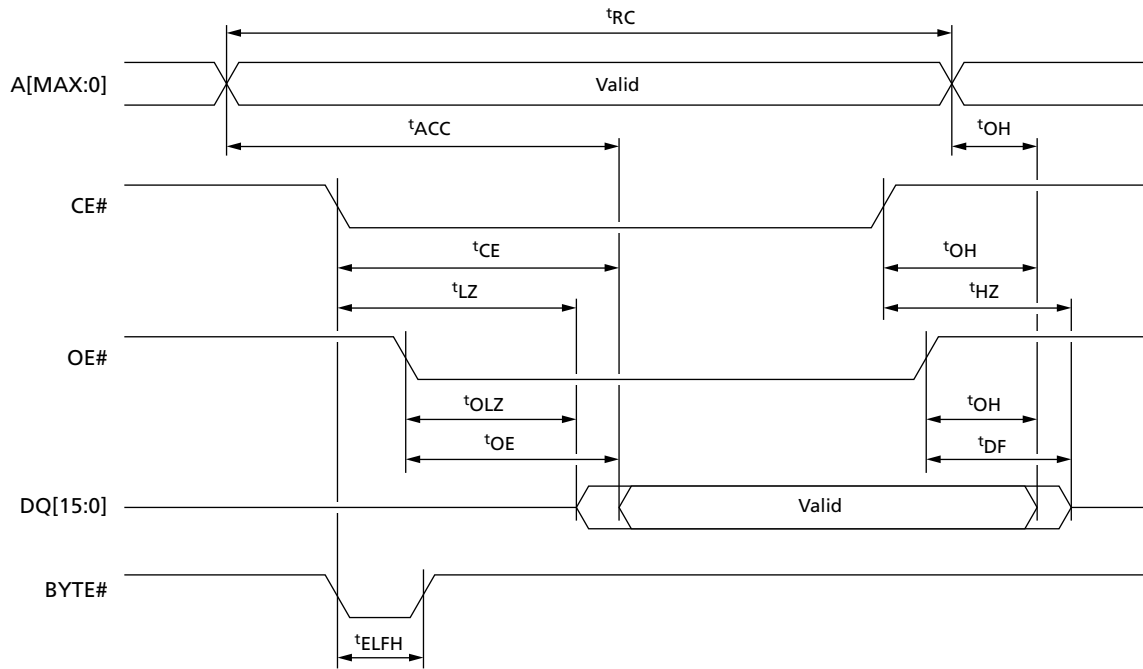 tRC
A[MAX:0]
Valid
tACC
tOH
CE#
tCE
tOH
tLZ
tHZ
OE#
tOLZ
tOH
tOE
tDF
DQ[15:0]
Valid
BYTE#
tELFH